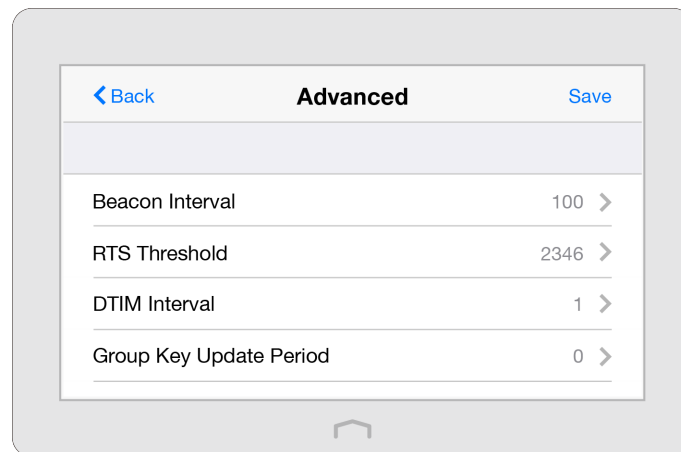 Back Advanced Save
Beacon Interval 100
RTS Threshold 2346
DTIM Interval 1
Group Key Update Period 0